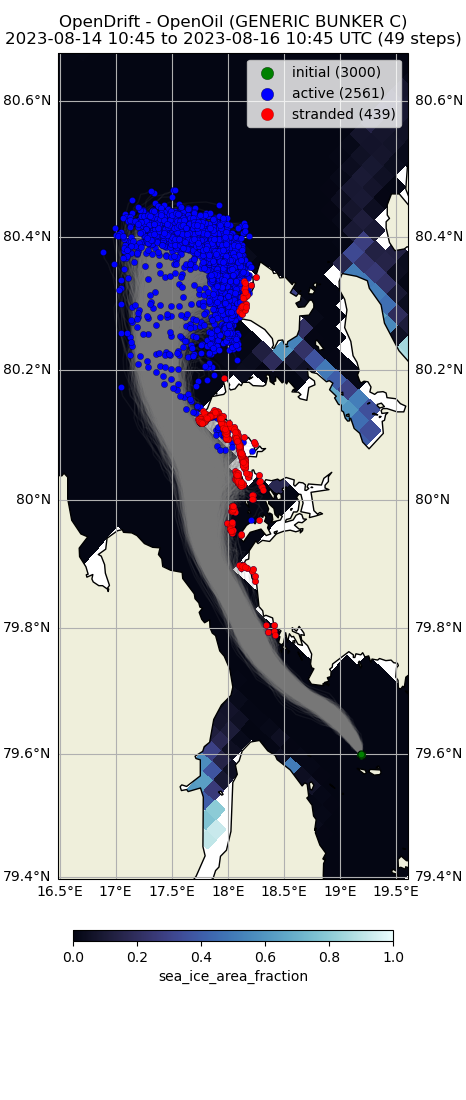 OpenDrift - OpenOil (GENERIC BUNKER C)
2023-08-14 10:45 to 2023-08-16 10:45 UTC (49 steps)
initial (3000)
active (2561)
stranded (439)
80.6°N 80.6°N
80.4°N 80.4°N
80.2°N 80.2°N
80°N 80°N
79.8°N 79.8°N
79.6°N 79.6°N
79.4°N 79.4°N
16.5°E 17°E 17.5°E 18°E 18.5°E 19°E 19.5°E
0.0 0.2 0.4 0.6 0.8 1.0
sea_ice_area_fraction